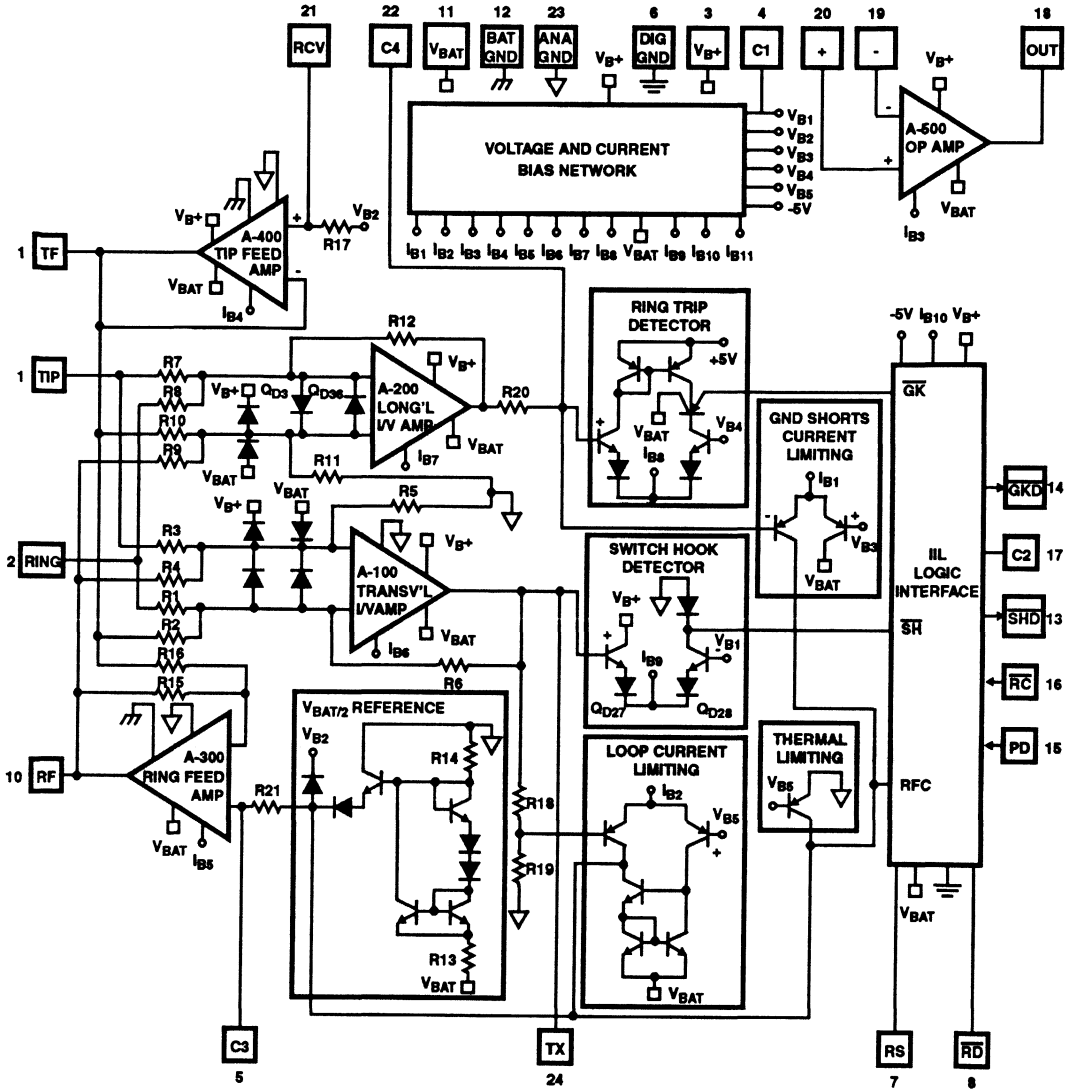 21 22 11 12 23 6 3 4 20 19 18
RCV C4 VBAT BAT GND ANA GND DIG GND VB+ C1 + - OUT
VB+
VB+
VOLTAGE AND CURRENT
BIAS NETWORK
VB1
VB2
VB3
VB4
VB5
-5V
-
A-500
OP AMP
+
VBAT
IB3
IB1 IB2 IB3 IB4 IB5 IB6 IB7 IB8 VBAT IB9 IB10 IB11
VB+
+
VB2
R17
A-400
TIP FEED
AMP
-
VBAT
IB4
1 TF
1 TIP
R7
R8
R10
R9
R12
VB+
QD3
QD36
VBAT
A-200
LONG'L
I/V AMP
VB+
VBAT
IB7
R20
R11
R5
RING TRIP
DETECTOR
+5V
+
VBAT
VB4
IB8
GND SHORTS
CURRENT
LIMITING
IB1
-
+
VB3
VBAT
-5V IB10 VB+
GK
IIL
LOGIC
INTERFACE
SH
RFC
GKD 14
C2 17
SHD 13
RC 16
PD 15
2 RING
R3
R4
R1
R2
R16
R15
VB+
VBAT
A-100
TRANSV'L
I/VAMP
VB+
VBAT
IB6
R6
SWITCH HOOK
DETECTOR
VB+
+
-
VB1
IB9
QD27
QD28
VBAT/2 REFERENCE
VB2
R14
R13
VBAT
A-300
RING FEED
AMP
VBAT
IB5
10 RF
R21
R18
R19
LOOP CURRENT
LIMITING
IB2
VB5
+
VBAT
THERMAL
LIMITING
VB5
VBAT
C3
5
TX
24
RS
7
RD
8